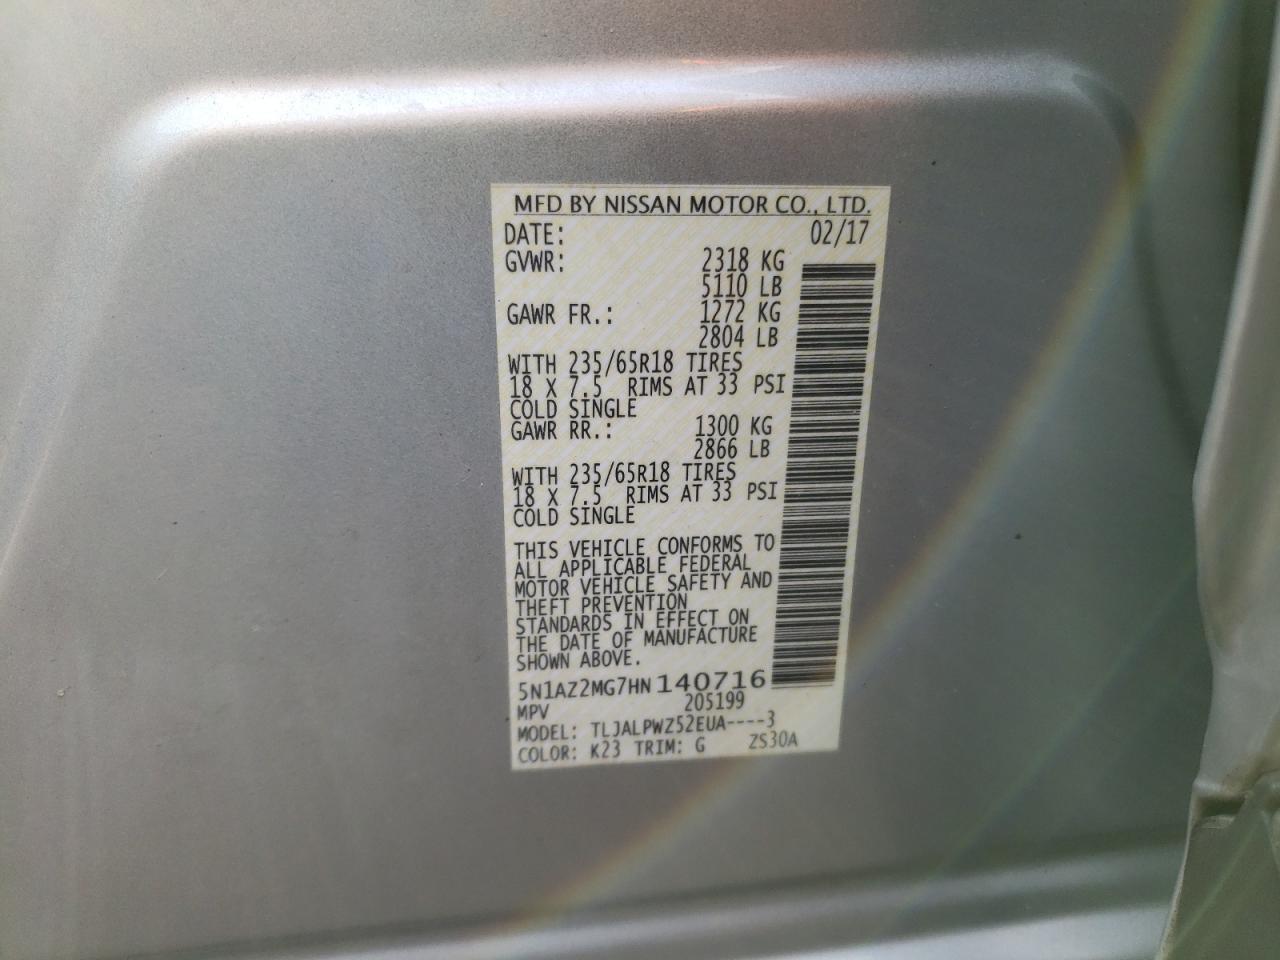 MFD BY NISSAN MOTOR CO., LTD.
DATE: 02/17
GVWR: 2318 KG
5110 LB
GAWR FR.: 1272 KG
2804 LB
WITH 235/65R18 TIRES
18 X 7.5 RIMS AT 33 PSI
COLD SINGLE
GAWR RR.: 1300 KG
2866 LB
WITH 235/65R18 TIRES
18 X 7.5 RIMS AT 33 PSI
COLD SINGLE
THIS VEHICLE CONFORMS TO
ALL APPLICABLE FEDERAL
MOTOR VEHICLE SAFETY AND
THEFT PREVENTION
STANDARDS IN EFFECT ON
THE DATE OF MANUFACTURE
SHOWN ABOVE.
5N1AZ2MG7HN140716
MPV 205199
MODEL: TLJALPWZ52EUA----3
COLOR: K23 TRIM: G ZS30A